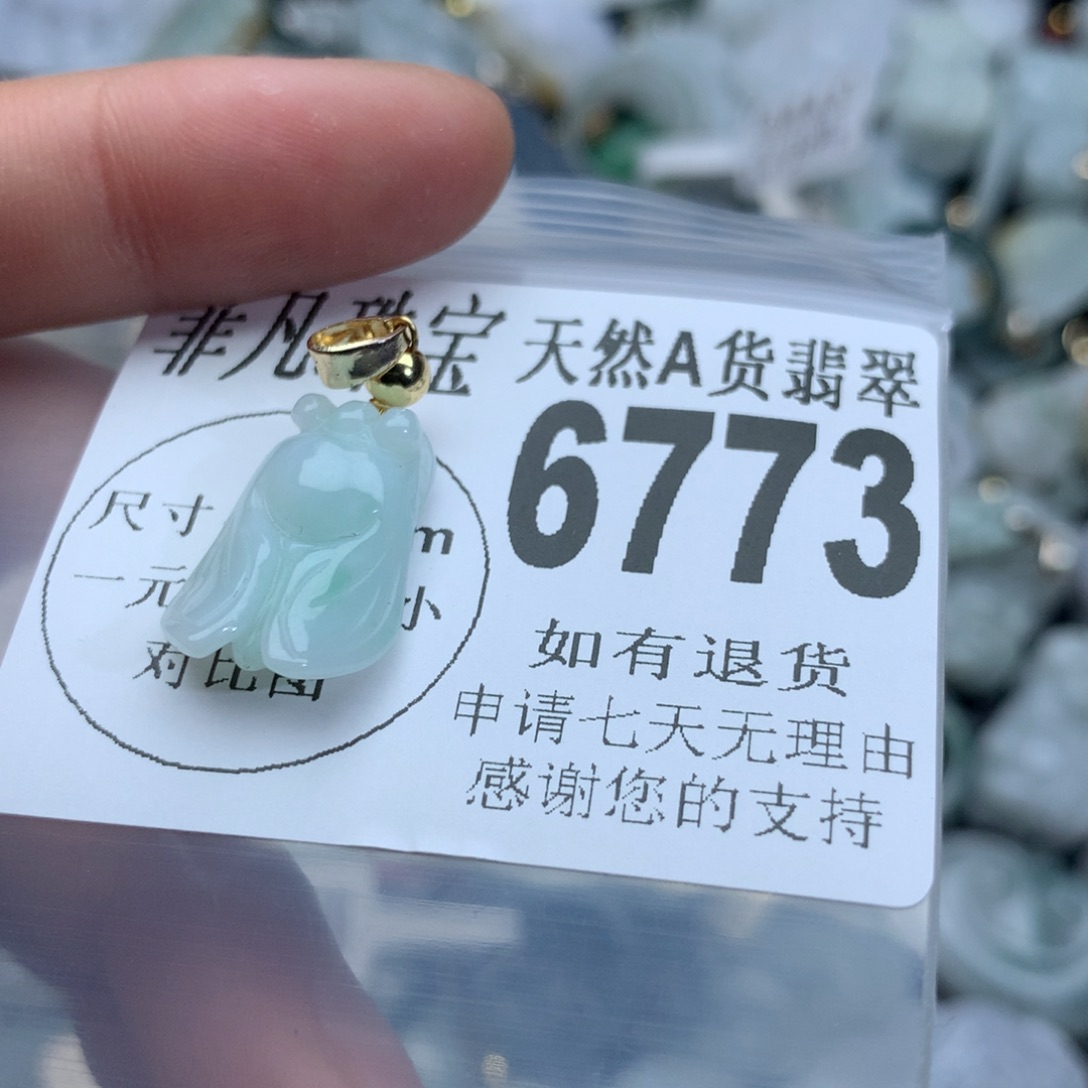 非凡珠宝 天然A货翡翠
6773
尺寸 m
一元 小
对比图
如有退货
申请七天无理由
感谢您的支持